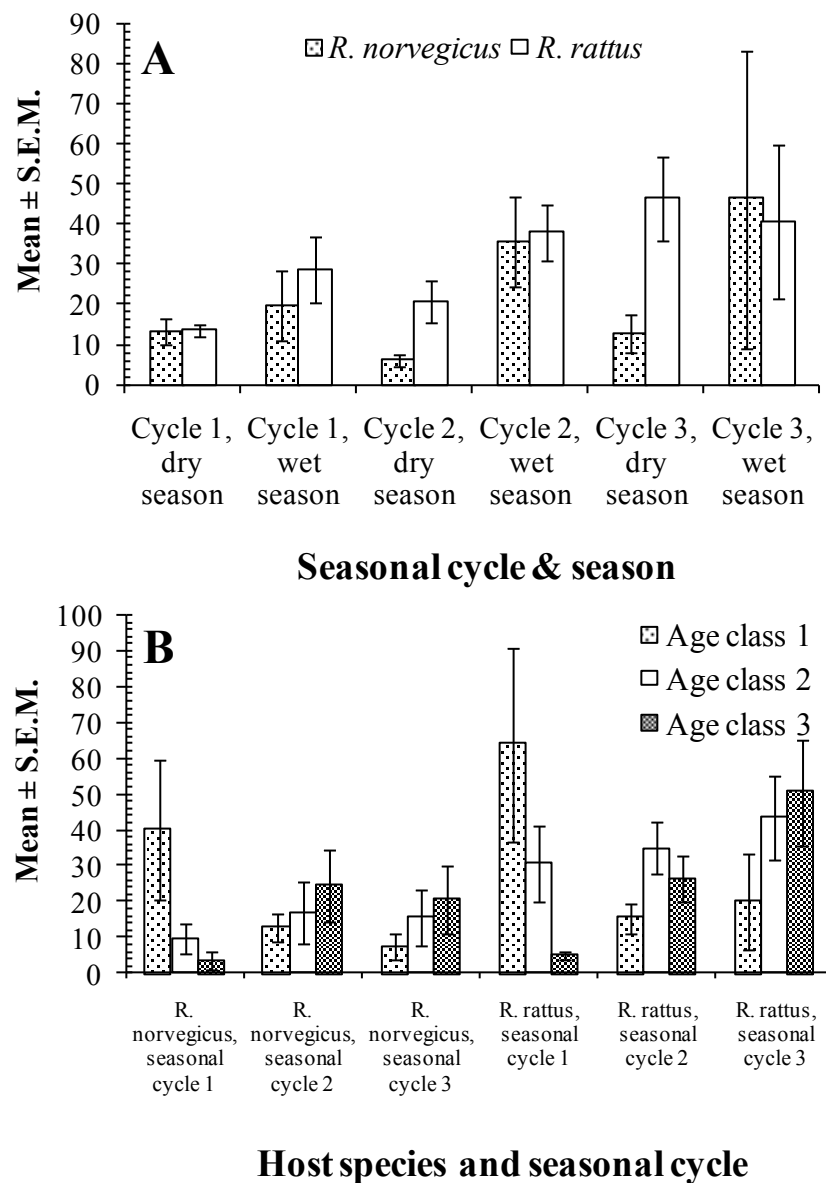 A
R. norvegicus R. rattus
Mean ± S.E.M.
90
80
70
60
50
40
30
20
10
0
Cycle 1, dry season
Cycle 1, wet season
Cycle 2, dry season
Cycle 2, wet season
Cycle 3, dry season
Cycle 3, wet season
Seasonal cycle & season
B
Age class 1
Age class 2
Age class 3
Mean ± S.E.M.
100
90
80
70
60
50
40
30
20
10
0
R. norvegicus, seasonal cycle 1
R. norvegicus, seasonal cycle 2
R. norvegicus, seasonal cycle 3
R. rattus, seasonal cycle 1
R. rattus, seasonal cycle 2
R. rattus, seasonal cycle 3
Host species and seasonal cycle